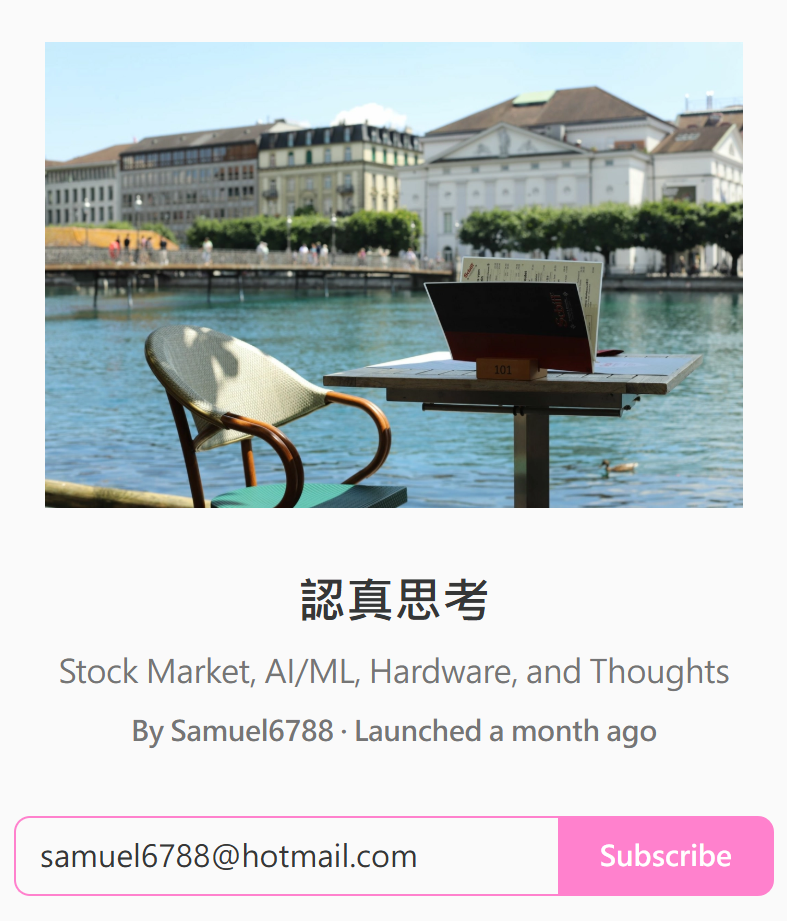 101
認真思考
Stock Market, AI/ML, Hardware, and Thoughts
By Samuel6788 · Launched a month ago
samuel6788@hotmail.com
Subscribe